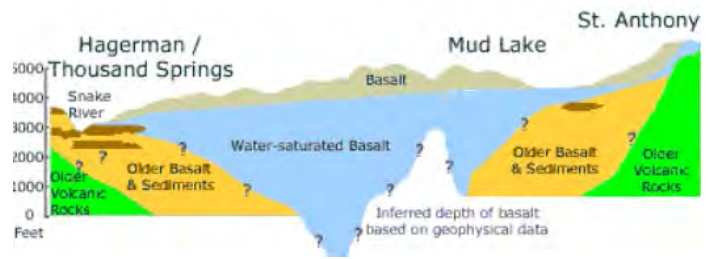 St. Anthony
Hagerman /
Thousand Springs
Mud Lake
5000
4000
3000
2000
1000
0
Feet
Snake
River
Basalt
Water-saturated Basalt
Older Basalt
& Sediments
Older
Volcanic
Rocks
Older Basalt
& Sediments
Older
Volcanic
Rocks
Inferred depth of basalt
based on geophysical data
? ? ? ? ? ? ? ? ? ? ?